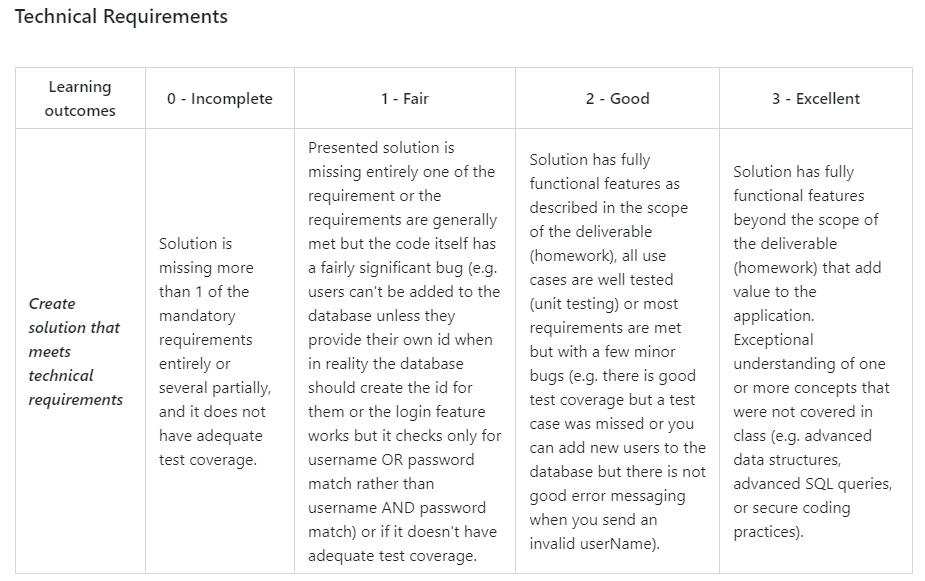 Technical Requirements
Learning
outcomes
0 - Incomplete
1 - Fair
2 - Good
3 - Excellent
Create
solution that
meets
technical
requirements
Solution is
missing more
than 1 of the
mandatory
requirements
entirely or
several partially,
and it does not
have adequate
test coverage.
Presented solution is
missing entirely one of the
requirement or the
requirements are generally
met but the code itself has
a fairly significant bug (e.g.
users can't be added to the
database unless they
provide their own id when
in reality the database
should create the id for
them or the login feature
works but it checks only for
username OR password
match rather than
username AND password
match) or if it doesn't have
adequate test coverage.
Solution has fully
functional features as
described in the scope
of the deliverable
(homework), all use
cases are well tested
(unit testing) or most
requirements are met
but with a few minor
bugs (e.g. there is good
test coverage but a test
case was missed or you
can add new users to the
database but there is not
good error messaging
when you send an
invalid userName).
Solution has fully
functional features
beyond the scope of
the deliverable
(homework) that add
value to the
application.
Exceptional
understanding of one
or more concepts that
were not covered in
class (e.g. advanced
data structures,
advanced SQL queries,
or secure coding
practices).